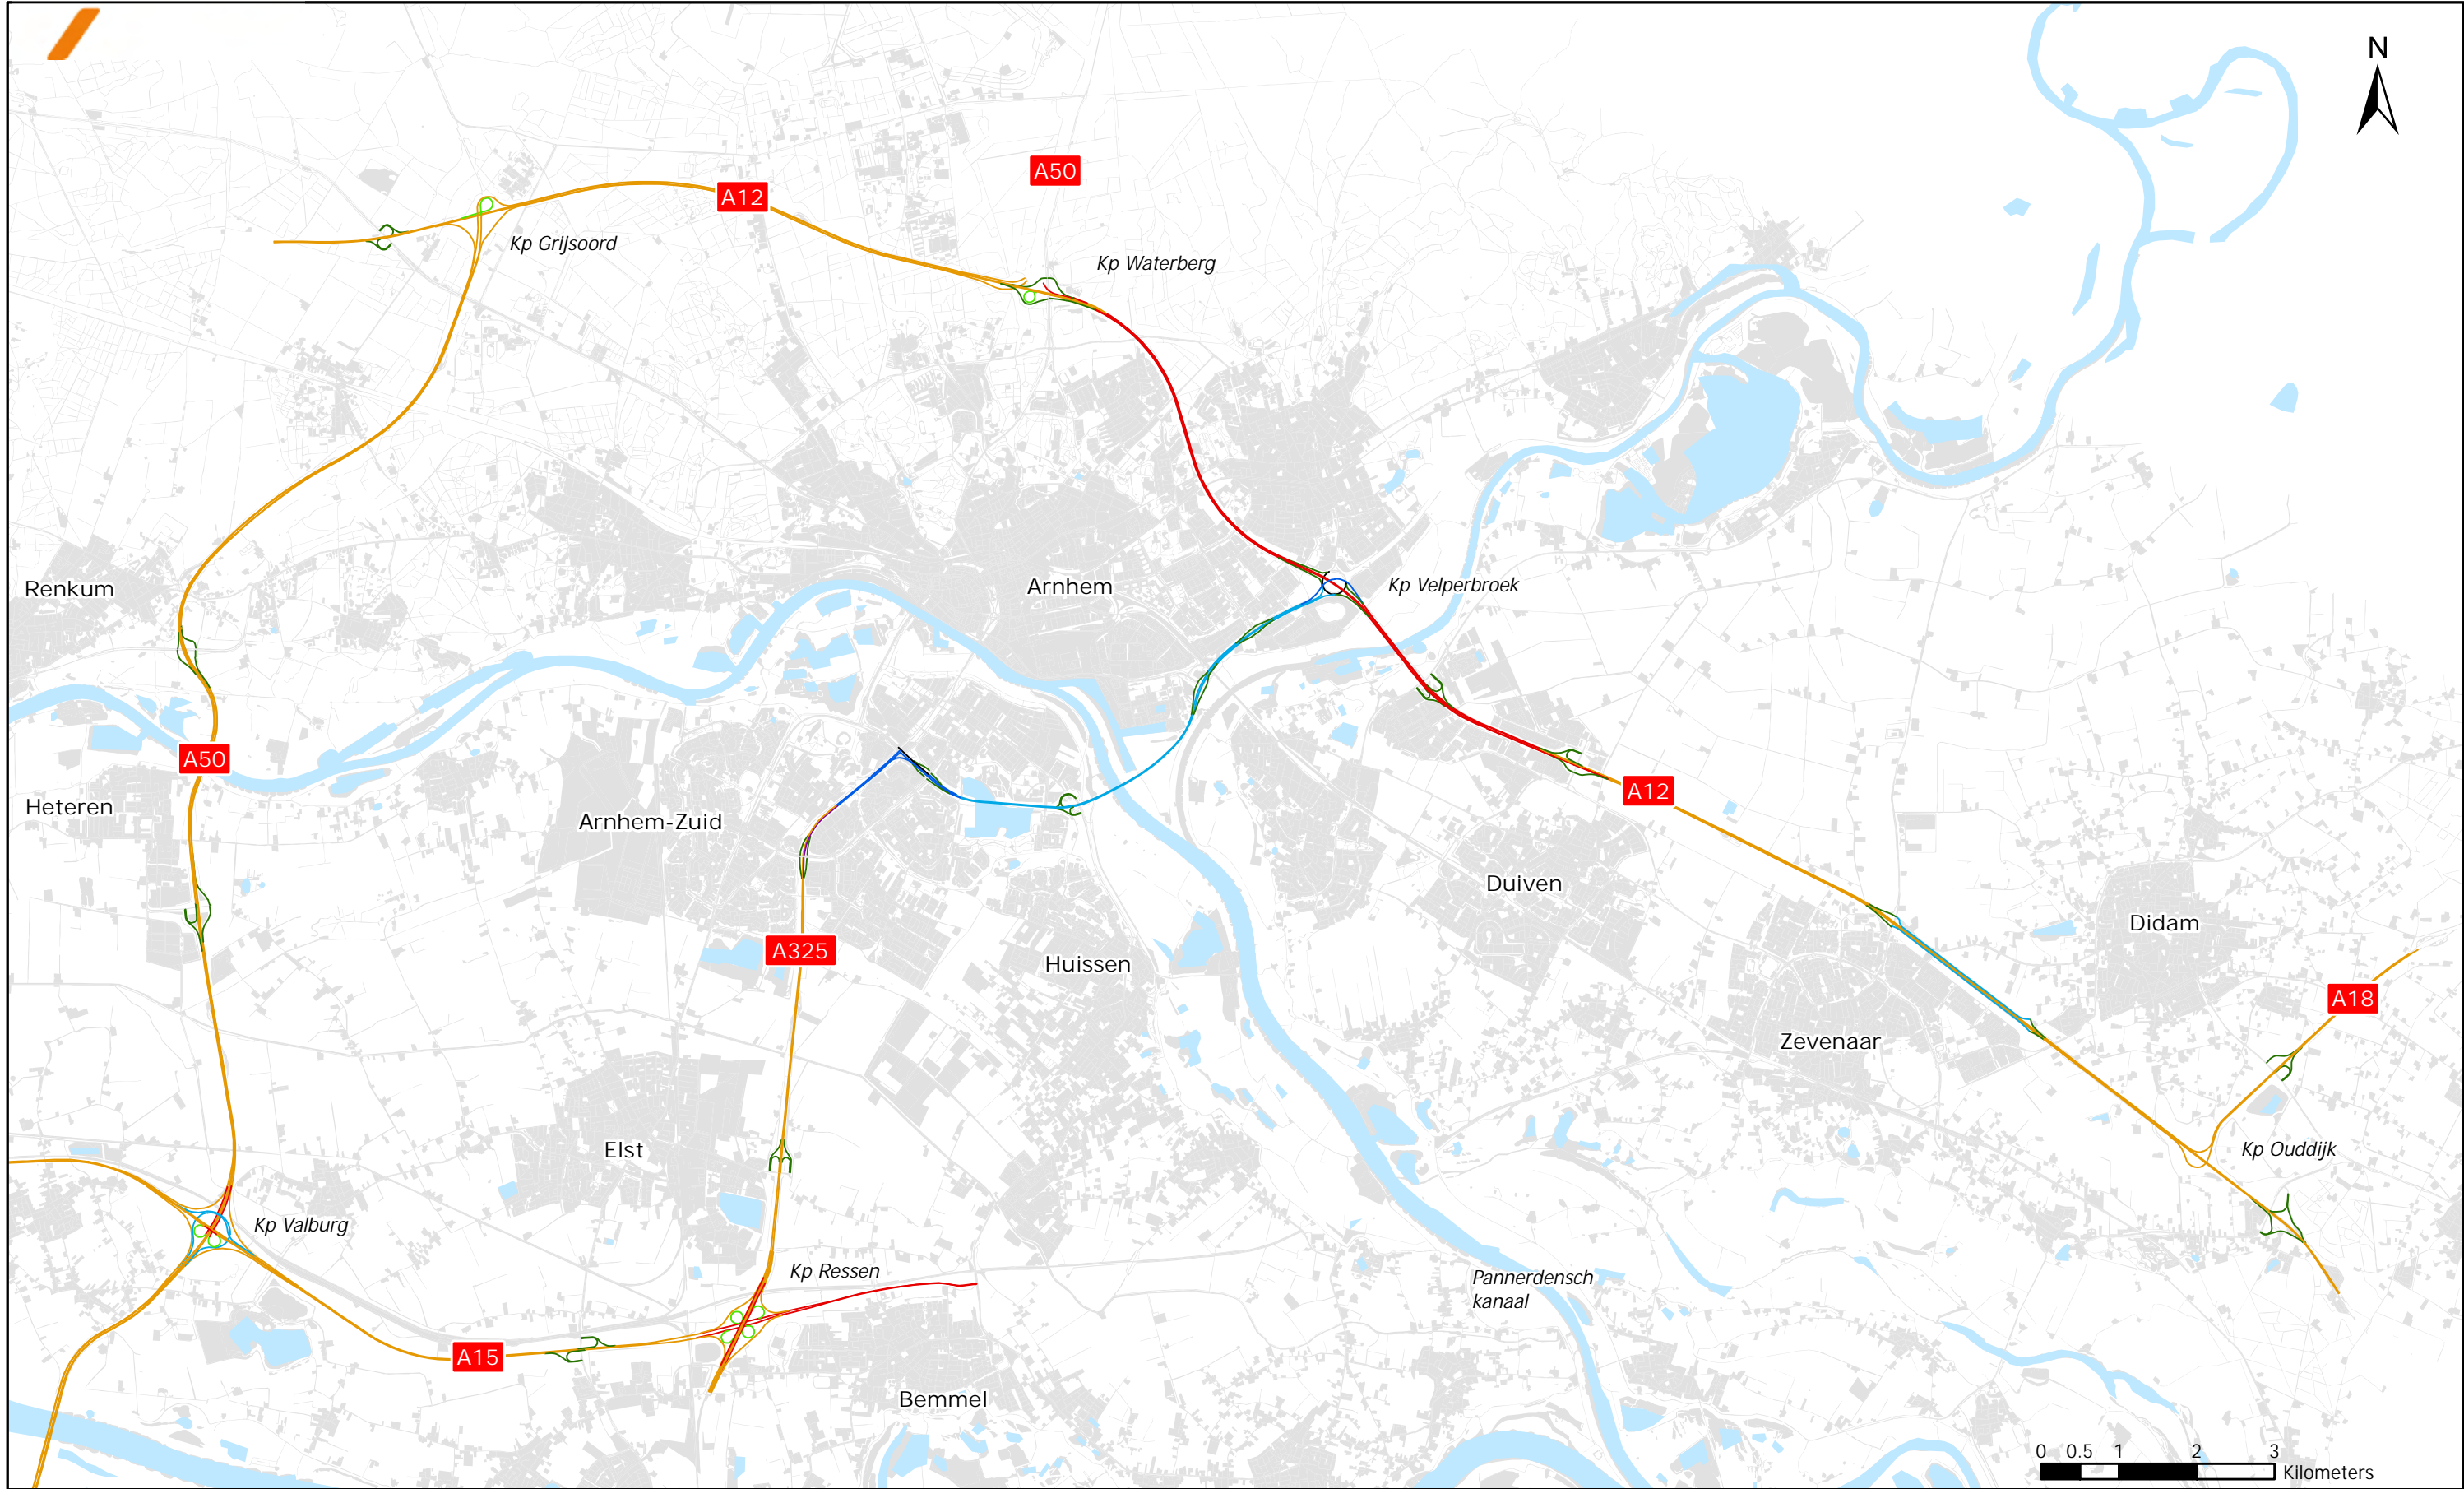 N
A50
A12
Kp Grijsoord
Kp Waterberg
Renkum
Arnhem
Kp Velperbroek
A50
A12
Heteren
Arnhem-Zuid
Duiven
Didam
A325
Huissen
A18
Zevenaar
Elst
Kp Ouddijk
Kp Valburg
Kp Ressen
Pannerdensch
kanaal
A15
Bemmel
0 0.5 1 2 3
Kilometers